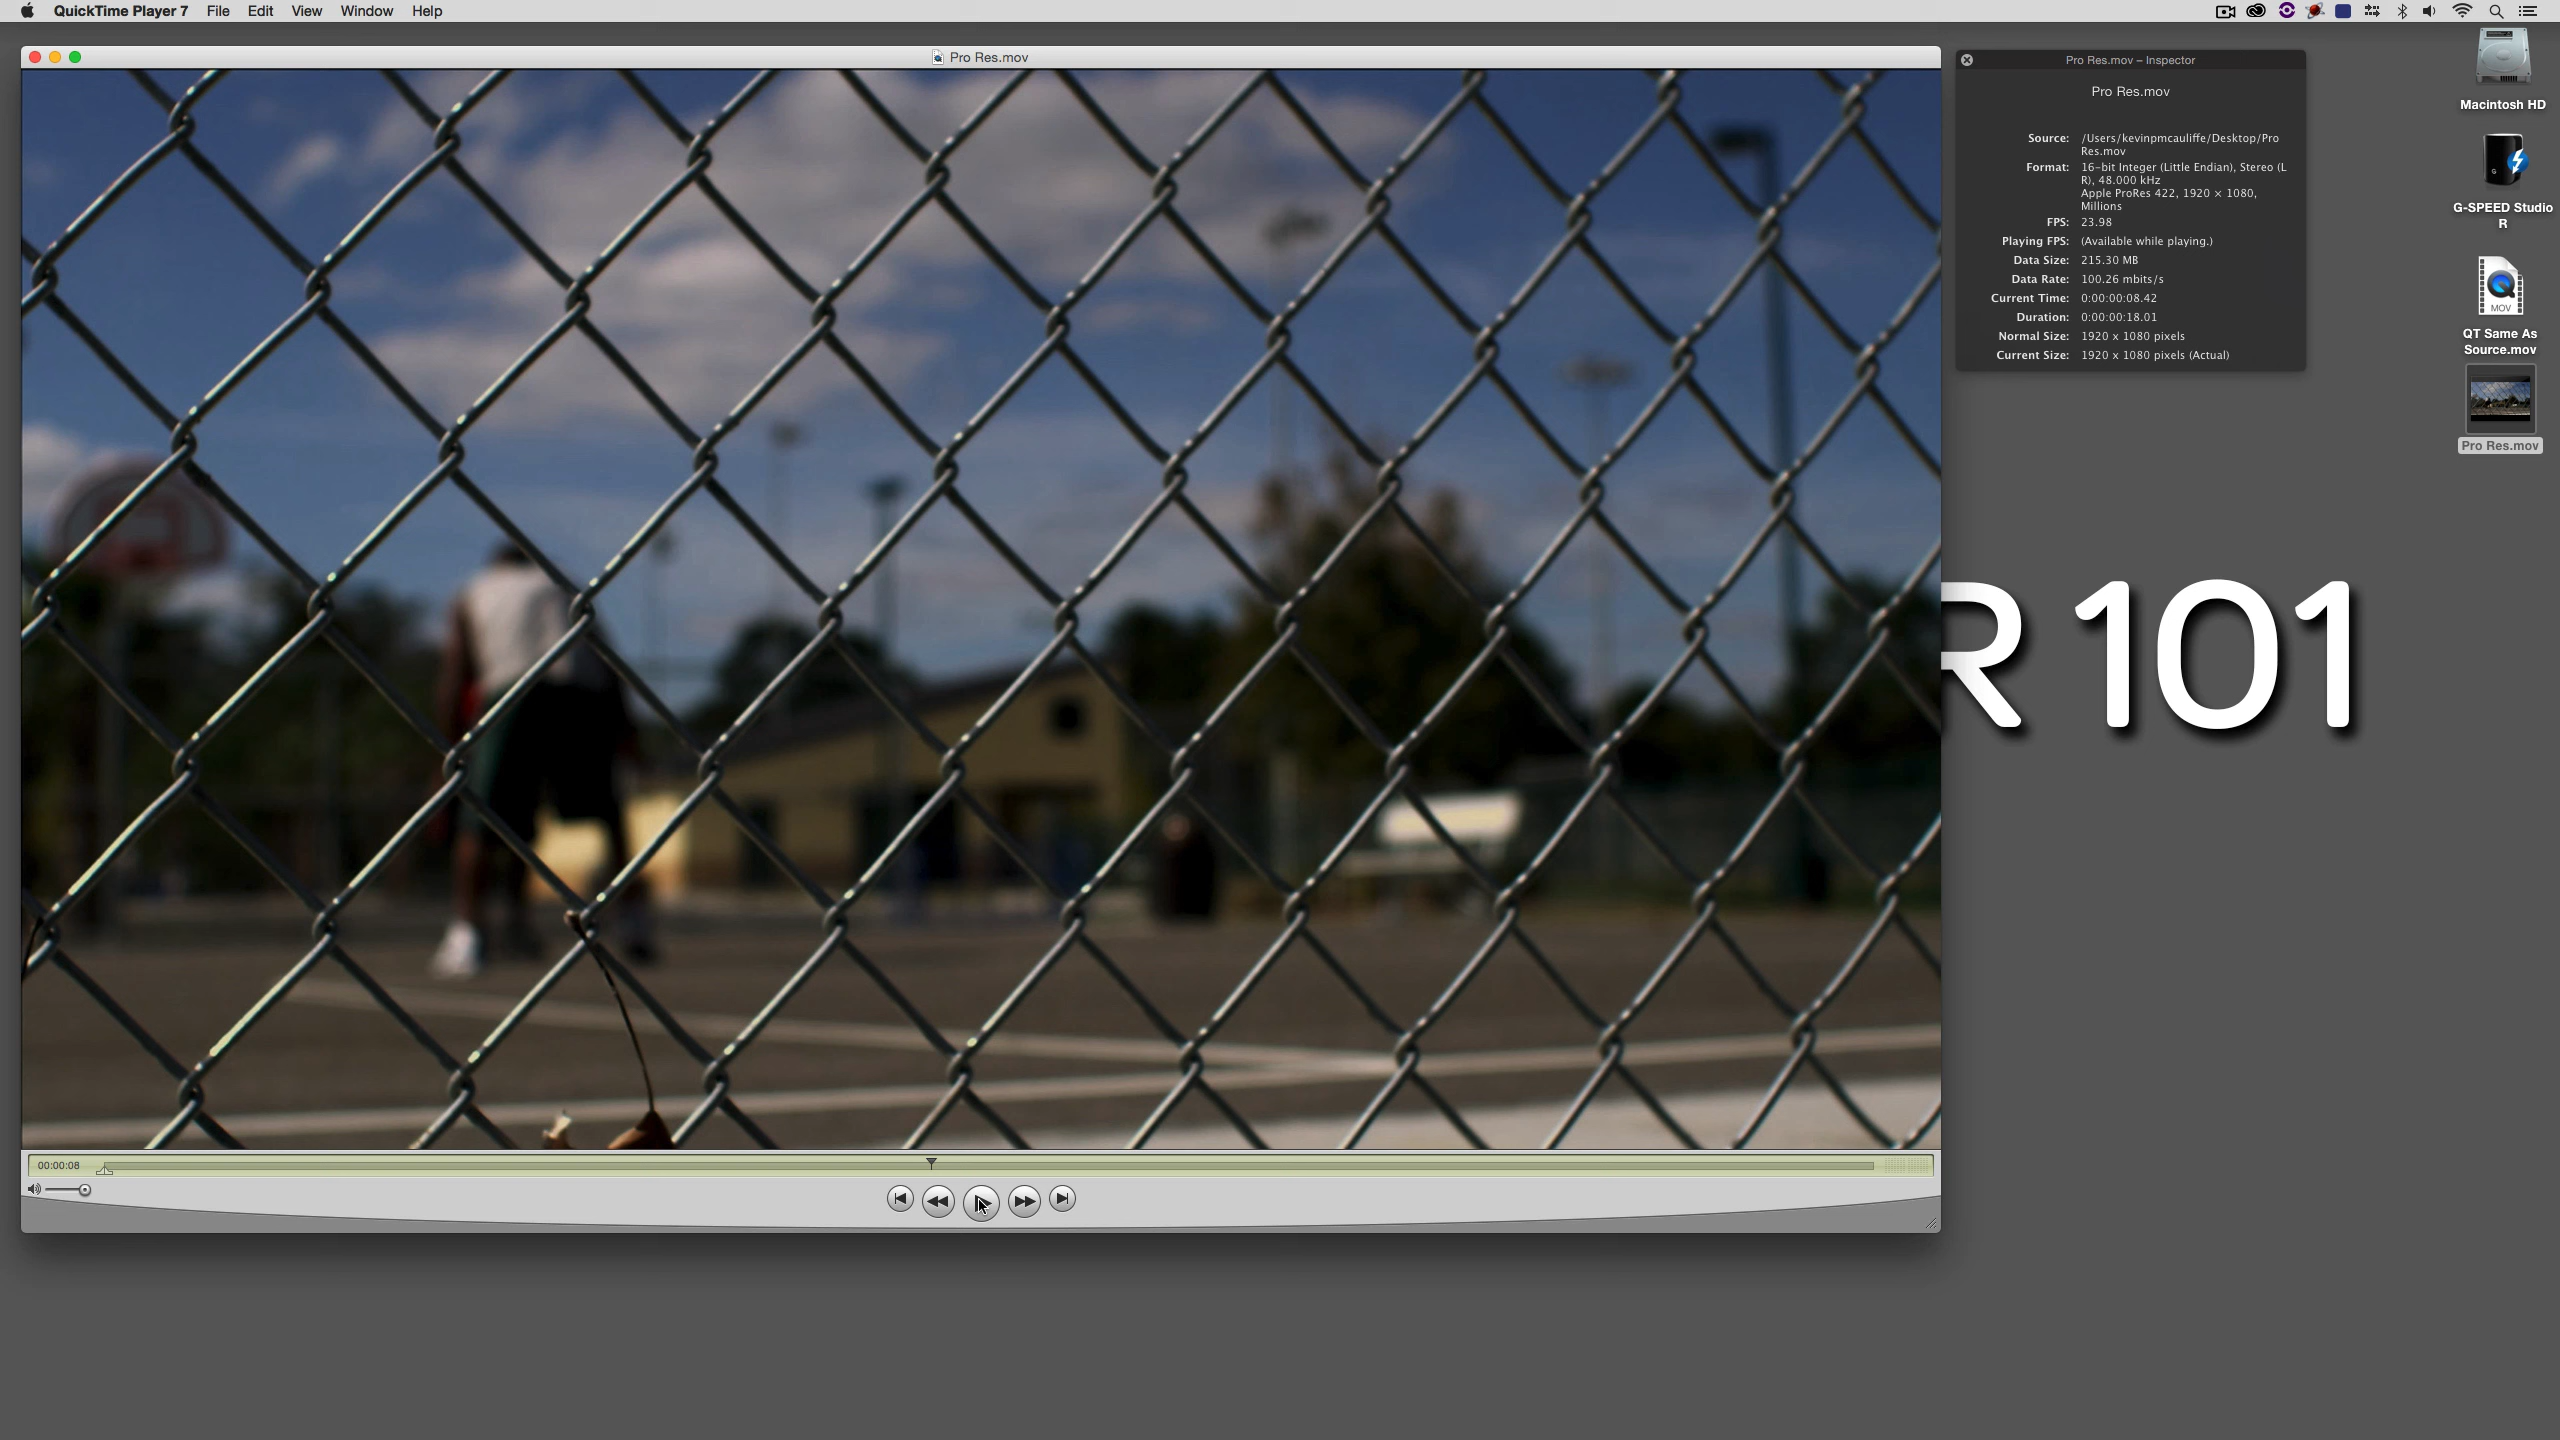 QuickTime Player 7 File Edit View Window Help
Pro Res.mov
Pro Res.mov – Inspector
Pro Res.mov
Source: /Users/kevinpmcauliffe/Desktop/Pro
Res.mov
Format: 16-bit Integer (Little Endian), Stereo (L
R), 48.000 kHz
Apple ProRes 422, 1920 × 1080,
Millions
FPS: 23.98
Playing FPS: (Available while playing.)
Data Size: 215.30 MB
Data Rate: 100.26 mbits/s
Current Time: 0:00:00:08.42
Duration: 0:00:00:18.01
Normal Size: 1920 x 1080 pixels
Current Size: 1920 x 1080 pixels (Actual)
Macintosh HD
G-SPEED Studio
R
MOV
QT Same As
Source.mov
Pro Res.mov
R 101
00:00:08